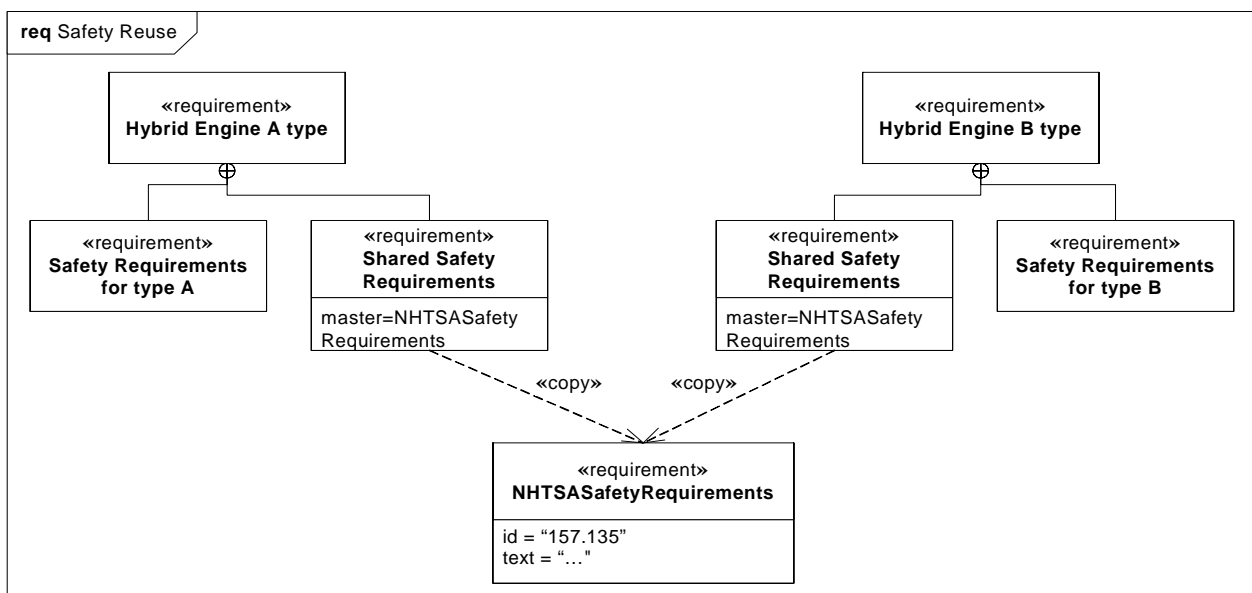 req Safety Reuse
«requirement»
Hybrid Engine A type
«requirement»
Hybrid Engine B type
«requirement»
Safety Requirements
for type A
«requirement»
Shared Safety
Requirements
master=NHTSASafety
Requirements
«requirement»
Shared Safety
Requirements
master=NHTSASafety
Requirements
«requirement»
Safety Requirements
for type B
«copy»
«copy»
«requirement»
NHTSASafetyRequirements
id = “157.135”
text = “…"